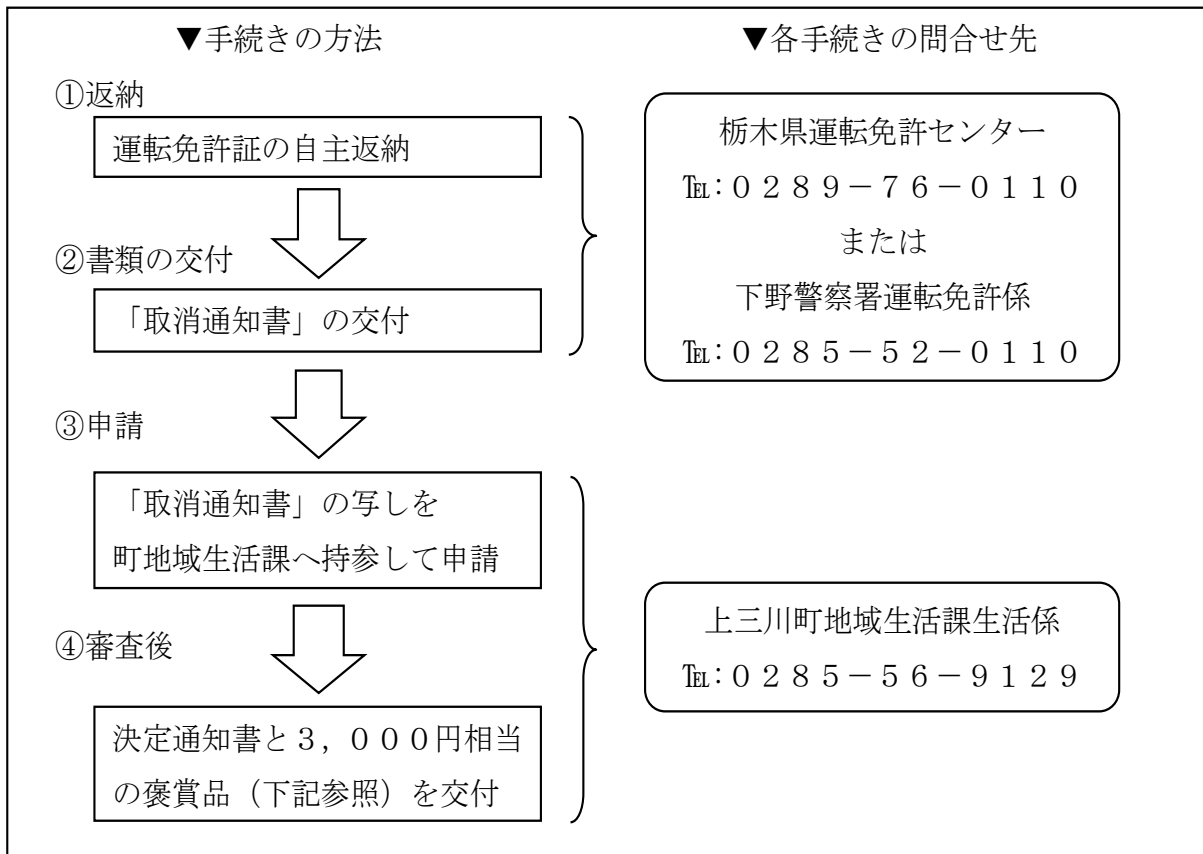 ▼手続きの方法
①返納
運転免許証の自主返納
②書類の交付
「取消通知書」の交付
③申請
「取消通知書」の写しを
町地域生活課へ持参して申請
④審査後
決定通知書と３，０００円相当
の褒賞品（下記参照）を交付
▼各手続きの問合せ先
栃木県運転免許センター
℡：０２８９－７６－０１１０
または
下野警察署運転免許係
℡：０２８５－５２－０１１０
上三川町地域生活課生活係
℡：０２８５－５６－９１２９